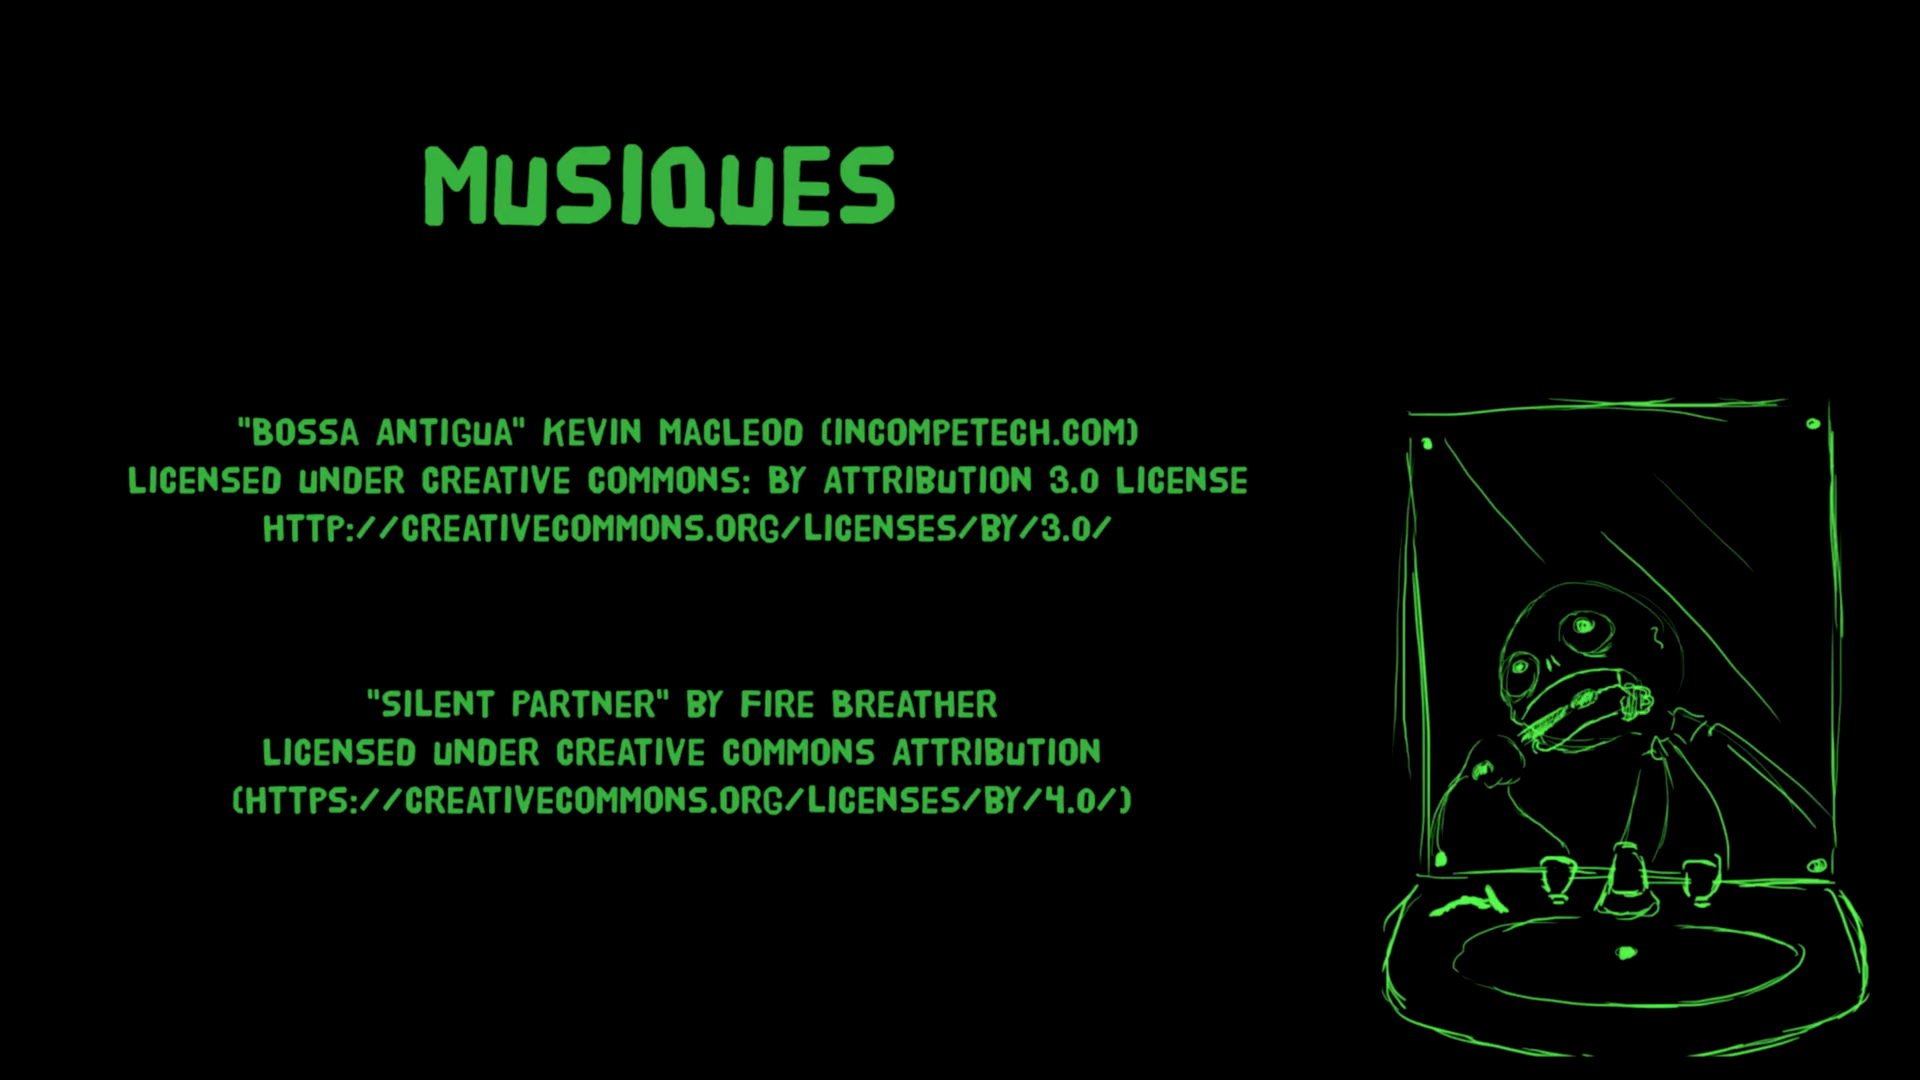 MUSIQUES
"BOSSA ANTIGUA" KEVIN MACLEOD (INCOMPETECH.COM)
LICENSED UNDER CREATIVE COMMONS: BY ATTRIBUTION 3.0 LICENSE
HTTP://CREATIVECOMMONS.ORG/LICENSES/BY/3.0/
"SILENT PARTNER" BY FIRE BREATHER
LICENSED UNDER CREATIVE COMMONS ATTRIBUTION
(HTTPS://CREATIVECOMMONS.ORG/LICENSES/BY/4.0/)